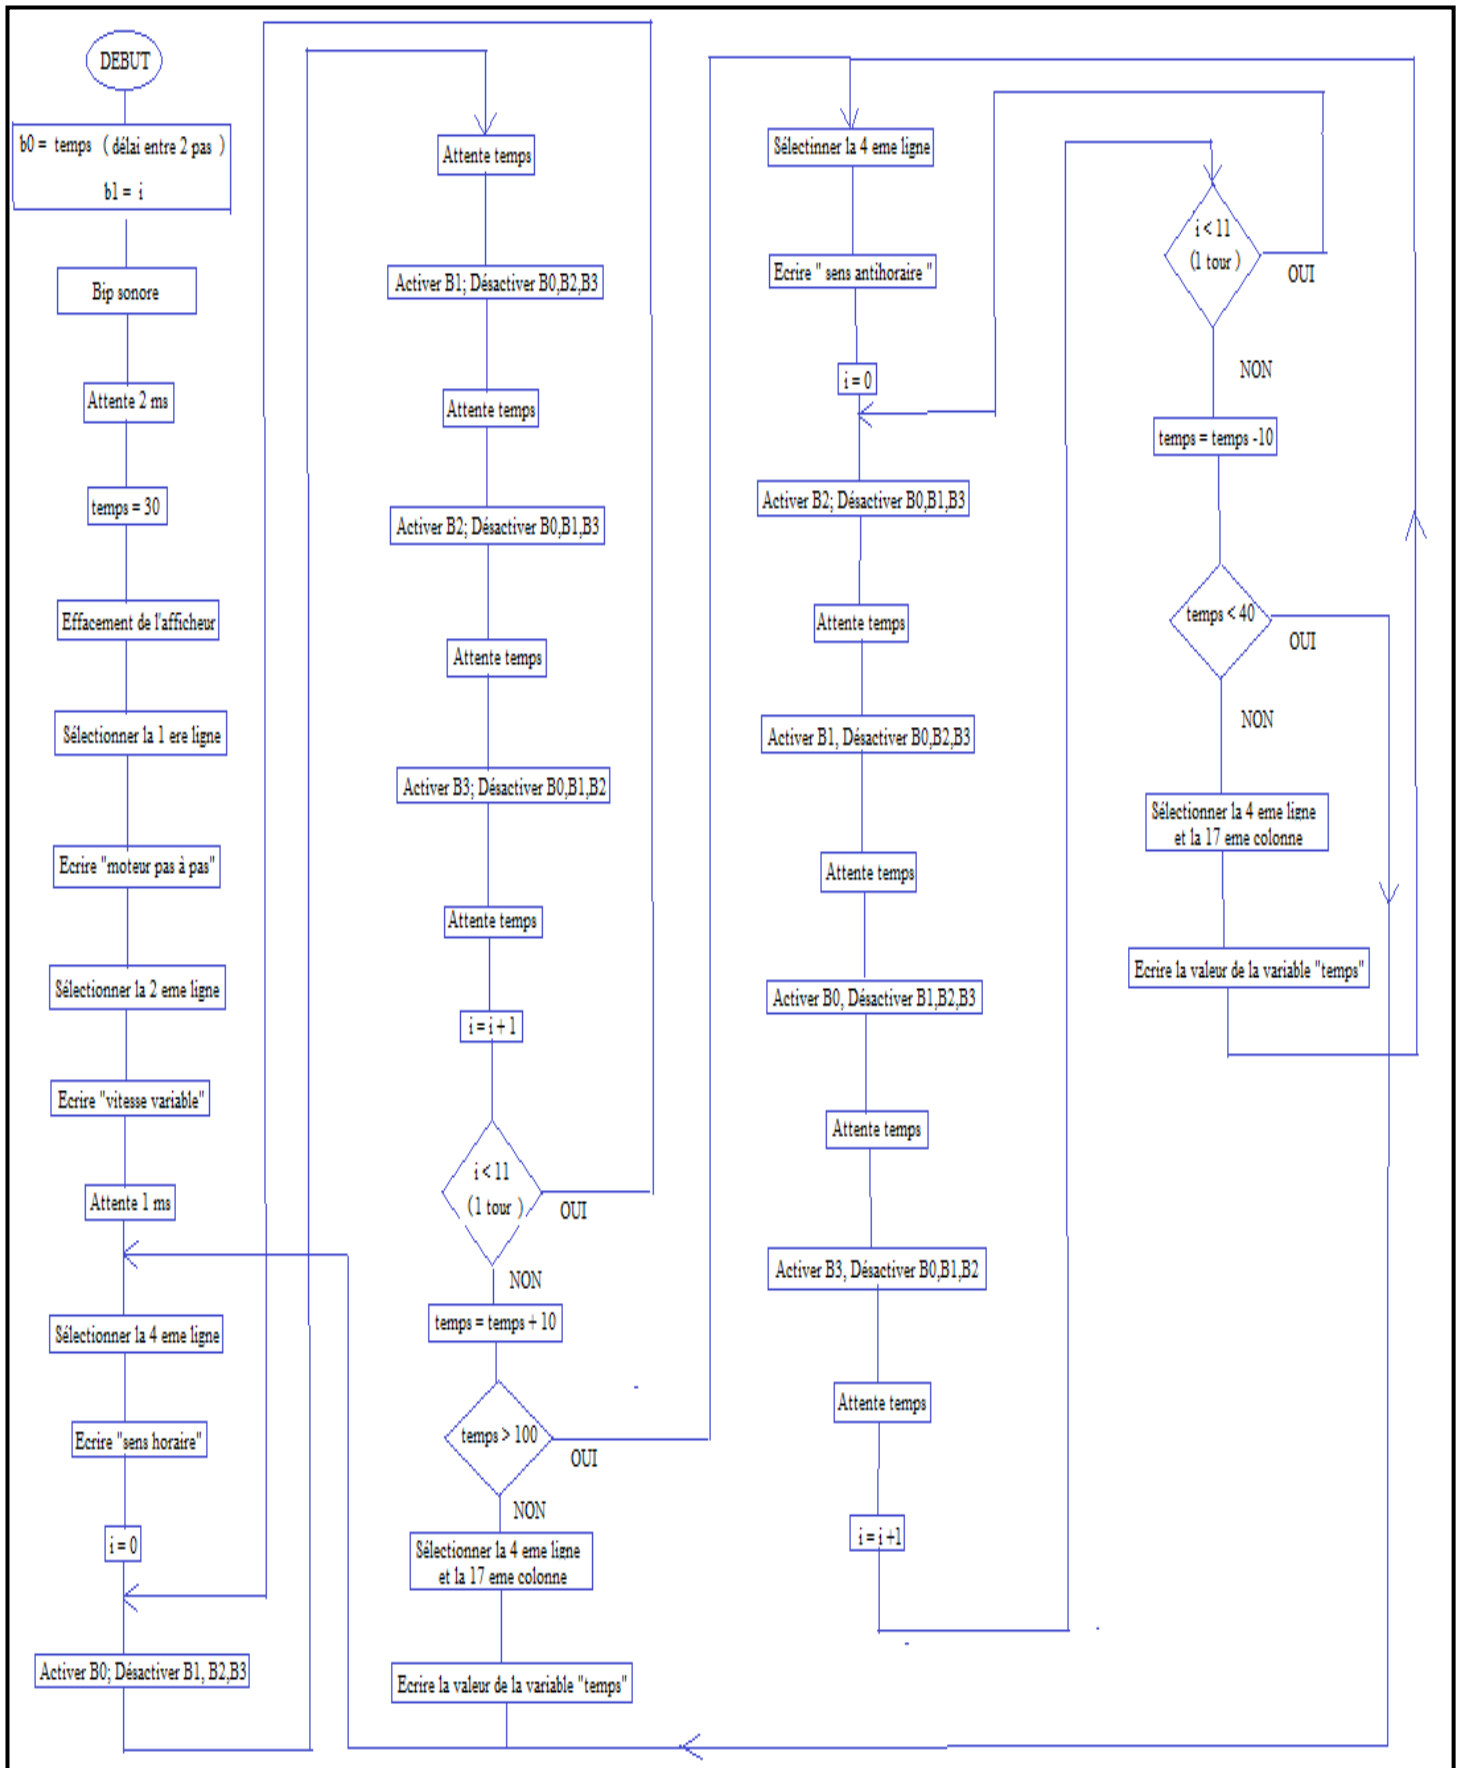 DEBUT
b0 = temps ( délai entre 2 pas )
b1 = i
Bip sonore
Attente 2 ms
temps = 30
Effacement de l'afficheur
Sélectionner la 1 ere ligne
Ecrire "moteur pas à pas"
Sélectionner la 2 eme ligne
Ecrire "vitesse variable"
Attente 1 ms
Sélectionner la 4 eme ligne
Ecrire "sens horaire"
i = 0
Activer B0; Désactiver B1, B2,B3
Attente temps
Activer B1; Désactiver B0,B2,B3
Attente temps
Activer B2; Désactiver B0,B1,B3
Attente temps
Activer B3; Désactiver B0,B1,B2
Attente temps
i = i + 1
i < 11
(1 tour )
OUI
NON
temps = temps + 10
temps > 100
OUI
NON
Sélectionner la 4 eme ligne
et la 17 eme colonne
Ecrire la valeur de la variable "temps"
Sélectinner la 4 eme ligne
Ecrire " sens antihoraire "
i = 0
Activer B2; Désactiver B0,B1,B3
Attente temps
Activer B1, Désactiver B0,B2,B3
Attente temps
Activer B0, Désactiver B1,B2,B3
Attente temps
Activer B3, Désactiver B0,B1,B2
Attente temps
i = i +1
i < 11
(1 tour )
OUI
NON
temps = temps -10
temps < 40
OUI
NON
Sélectionner la 4 eme ligne
et la 17 eme colonne
Ecrire la valeur de la variable "temps"